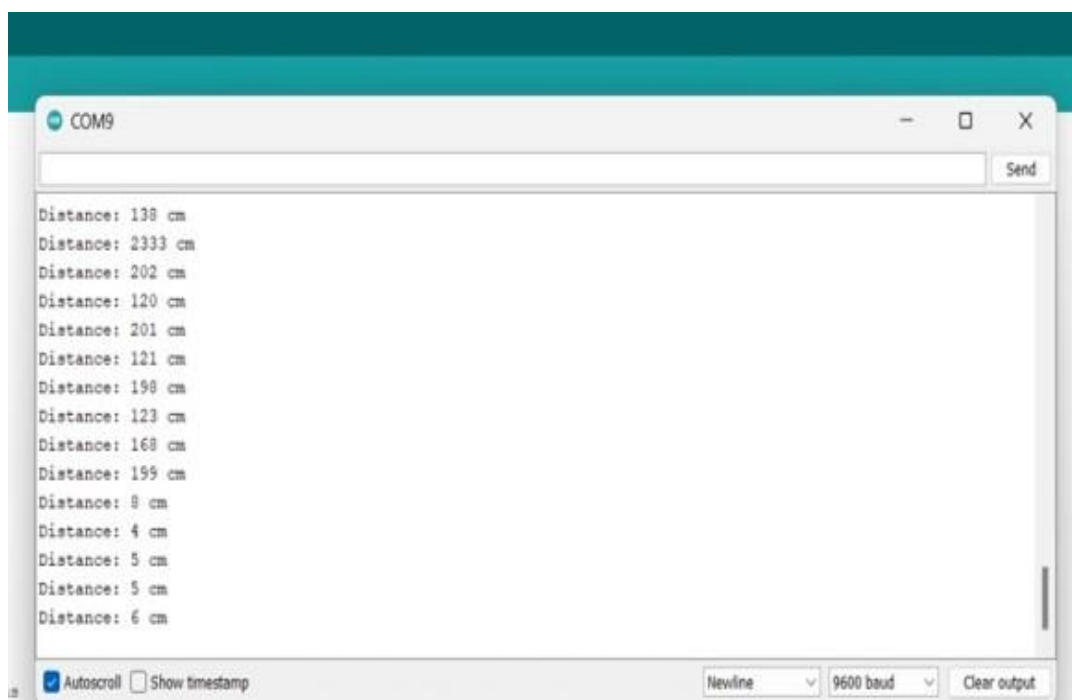 COM9
Send
Distance: 138 cm
Distance: 2333 cm
Distance: 202 cm
Distance: 120 cm
Distance: 201 cm
Distance: 121 cm
Distance: 198 cm
Distance: 123 cm
Distance: 168 cm
Distance: 199 cm
Distance: 8 cm
Distance: 4 cm
Distance: 5 cm
Distance: 5 cm
Distance: 6 cm
Autoscroll Show timestamp Newline 9600 baud Clear output